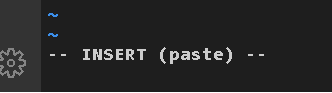 ~
~
-- INSERT (paste) --